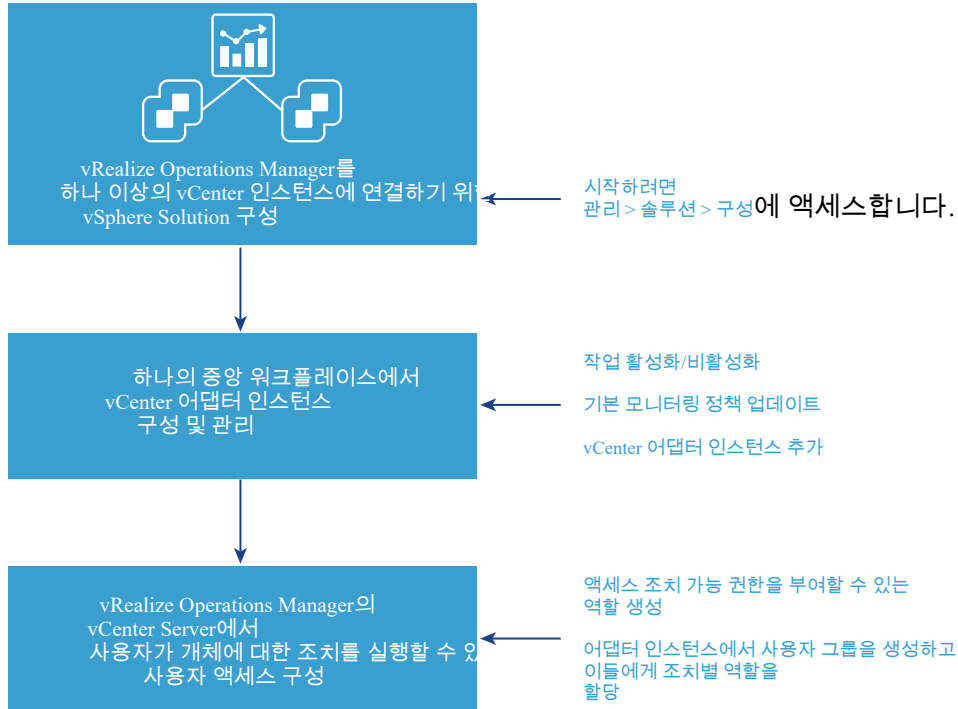 vRealize Operations Manager를
하나 이상의 vCenter 인스턴스에 연결하기 위
vSphere Solution 구성
시작하려면
관리 > 솔루션 > 구성에 액세스합니다.
하나의 중앙 워크플레이스에서
vCenter 어댑터 인스턴스
구성 및 관리
작업 활성화/비활성화
기본 모니터링 정책 업데이트
vCenter 어댑터 인스턴스 추가
vRealize Operations Manager의
vCenter Server에서
사용자가 개체에 대한 조치를 실행할 수
사용자 액세스 구성
액세스 조치 가능 권한을 부여할 수 있는
역할 생성
어댑터 인스턴스에서 사용자 그룹을 생성하고
이들에게 조치별 역할을
할당